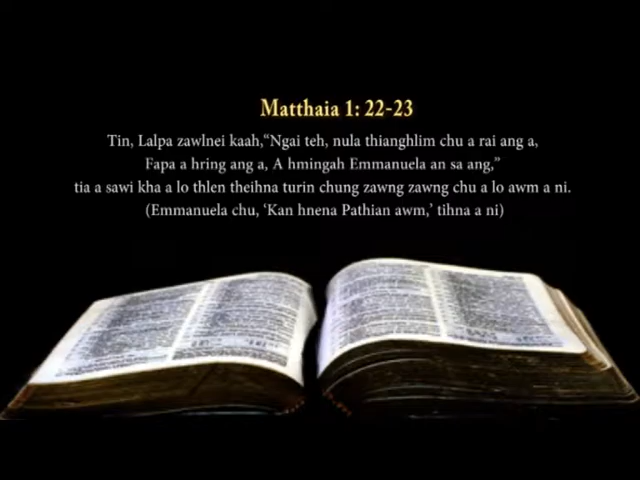 Matthaia 1: 22-23
Tin, Lalpa zawlnei kaah,“Ngai teh, nula thianghlim chu a rai ang a,
Fapa a hring ang a, A hmingah Emmanuela an sa ang,”
tia a sawi kha a lo thlen theihna turin chung zawng zawng chu a lo awm a ni.
(Emmanuela chu, ‘Kan hnena Pathian awm,’ tihna a ni)